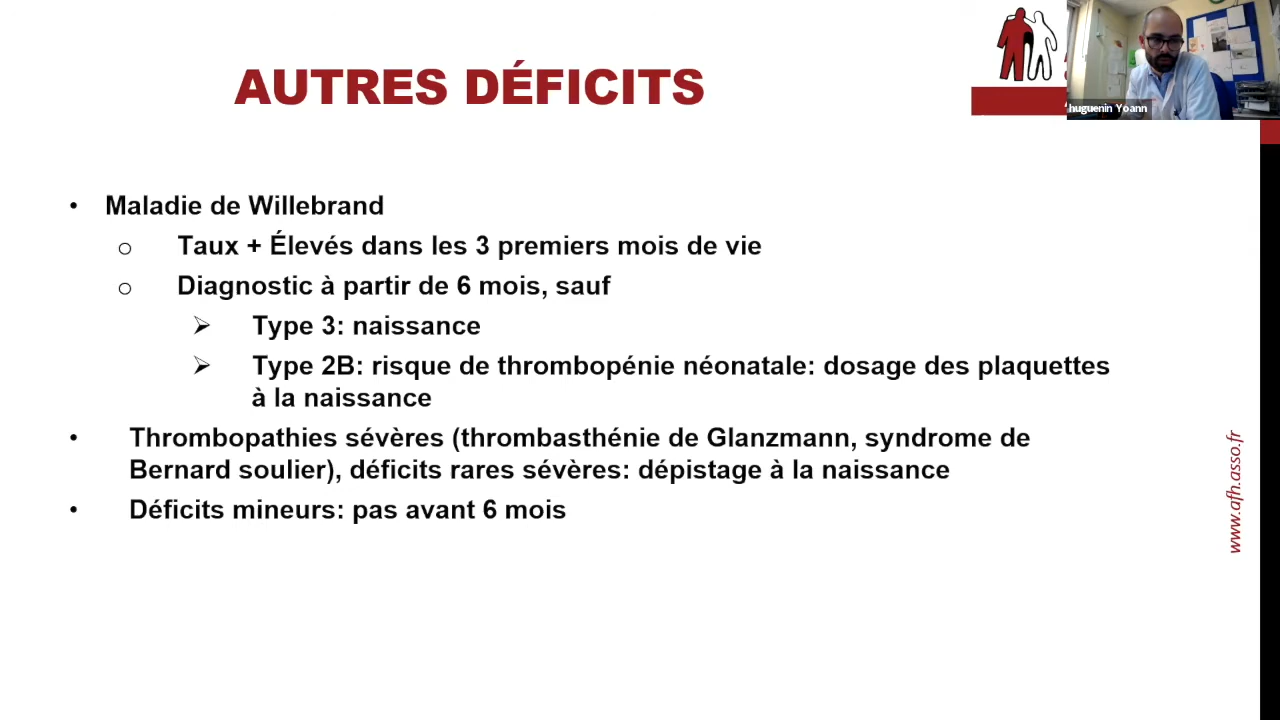 AUTRES DÉFICITS
huguenin Yoann
• Maladie de Willebrand
o Taux + Élevés dans les 3 premiers mois de vie
o Diagnostic à partir de 6 mois, sauf
➢ Type 3: naissance
➢ Type 2B: risque de thrombopénie néonatale: dosage des plaquettes
à la naissance
• Thrombopathies sévères (thrombasthénie de Glanzmann, syndrome de
Bernard soulier), déficits rares sévères: dépistage à la naissance
• Déficits mineurs: pas avant 6 mois
www.afh.asso.fr